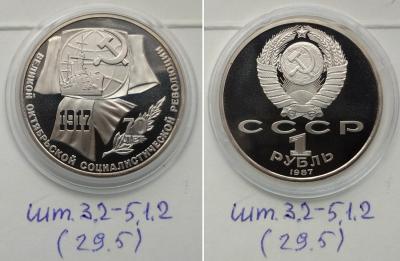 ВЕЛИКОЙ ОКТЯБРЬСКОЙ СОЦИАЛИСТИЧЕСКОЙ РЕВОЛЮЦИИ
1917
70
ЛЕТ
шт. 3.2-5.1.2
(29.5)
СССР
1
РУБЛЬ
1987
шт. 3.2-5.1.2
(29.5)